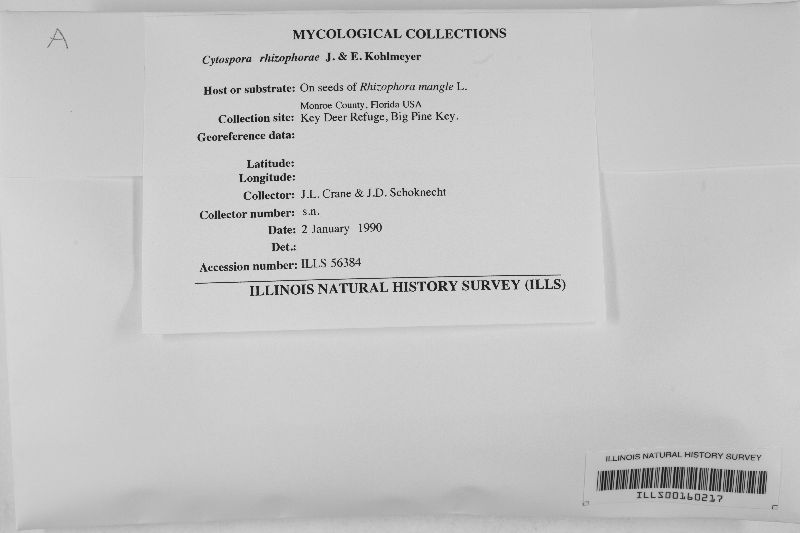 A
MYCOLOGICAL COLLECTIONS
Cytospora rhizophorae J. & E. Kohlmeyer
Host or substrate: On seeds of Rhizophora mangle L.
Monroe County, Florida USA
Collection site: Key Deer Refuge, Big Pine Key.
Georeference data:
Latitude:
Longitude:
Collector: J.L. Crane & J.D. Schoknecht
Collector number: s.n.
Date: 2 January 1990
Det.:
Accession number: ILLS 56384
ILLINOIS NATURAL HISTORY SURVEY (ILLS)
ILLINOIS NATURAL HISTORY SURVEY
ILLS00160217